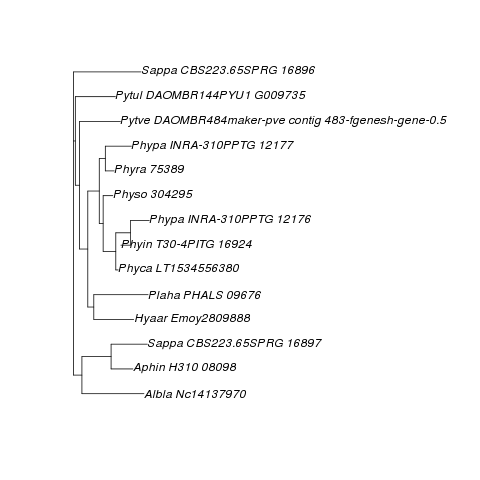 Sappa CBS223.65SPRG 16896
Pytul DAOMBR144PYU1 G009735
Pytve DAOMBR484maker-pve contig 483-fgenesh-gene-0.5
Phypa INRA-310PPTG 12177
Phyra 75389
Physo 304295
Phypa INRA-310PPTG 12176
Phyin T30-4PITG 16924
Phyca LT1534556380
Plaha PHALS 09676
Hyaar Emoy2809888
Sappa CBS223.65SPRG 16897
Aphin H310 08098
Albla Nc14137970